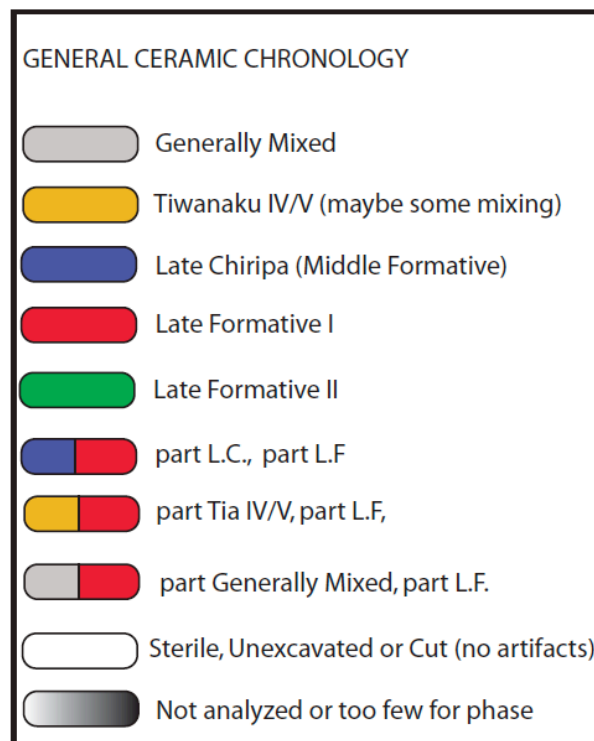 GENERAL CERAMIC CHRONOLOGY
Generally Mixed
Tiwanaku IV/V (maybe some mixing)
Late Chiripa (Middle Formative)
Late Formative I
Late Formative II
part L.C., part L.F
part Tia IV/V, part L.F,
part Generally Mixed, part L.F.
Sterile, Unexcavated or Cut (no artifacts)
Not analyzed or too few for phase